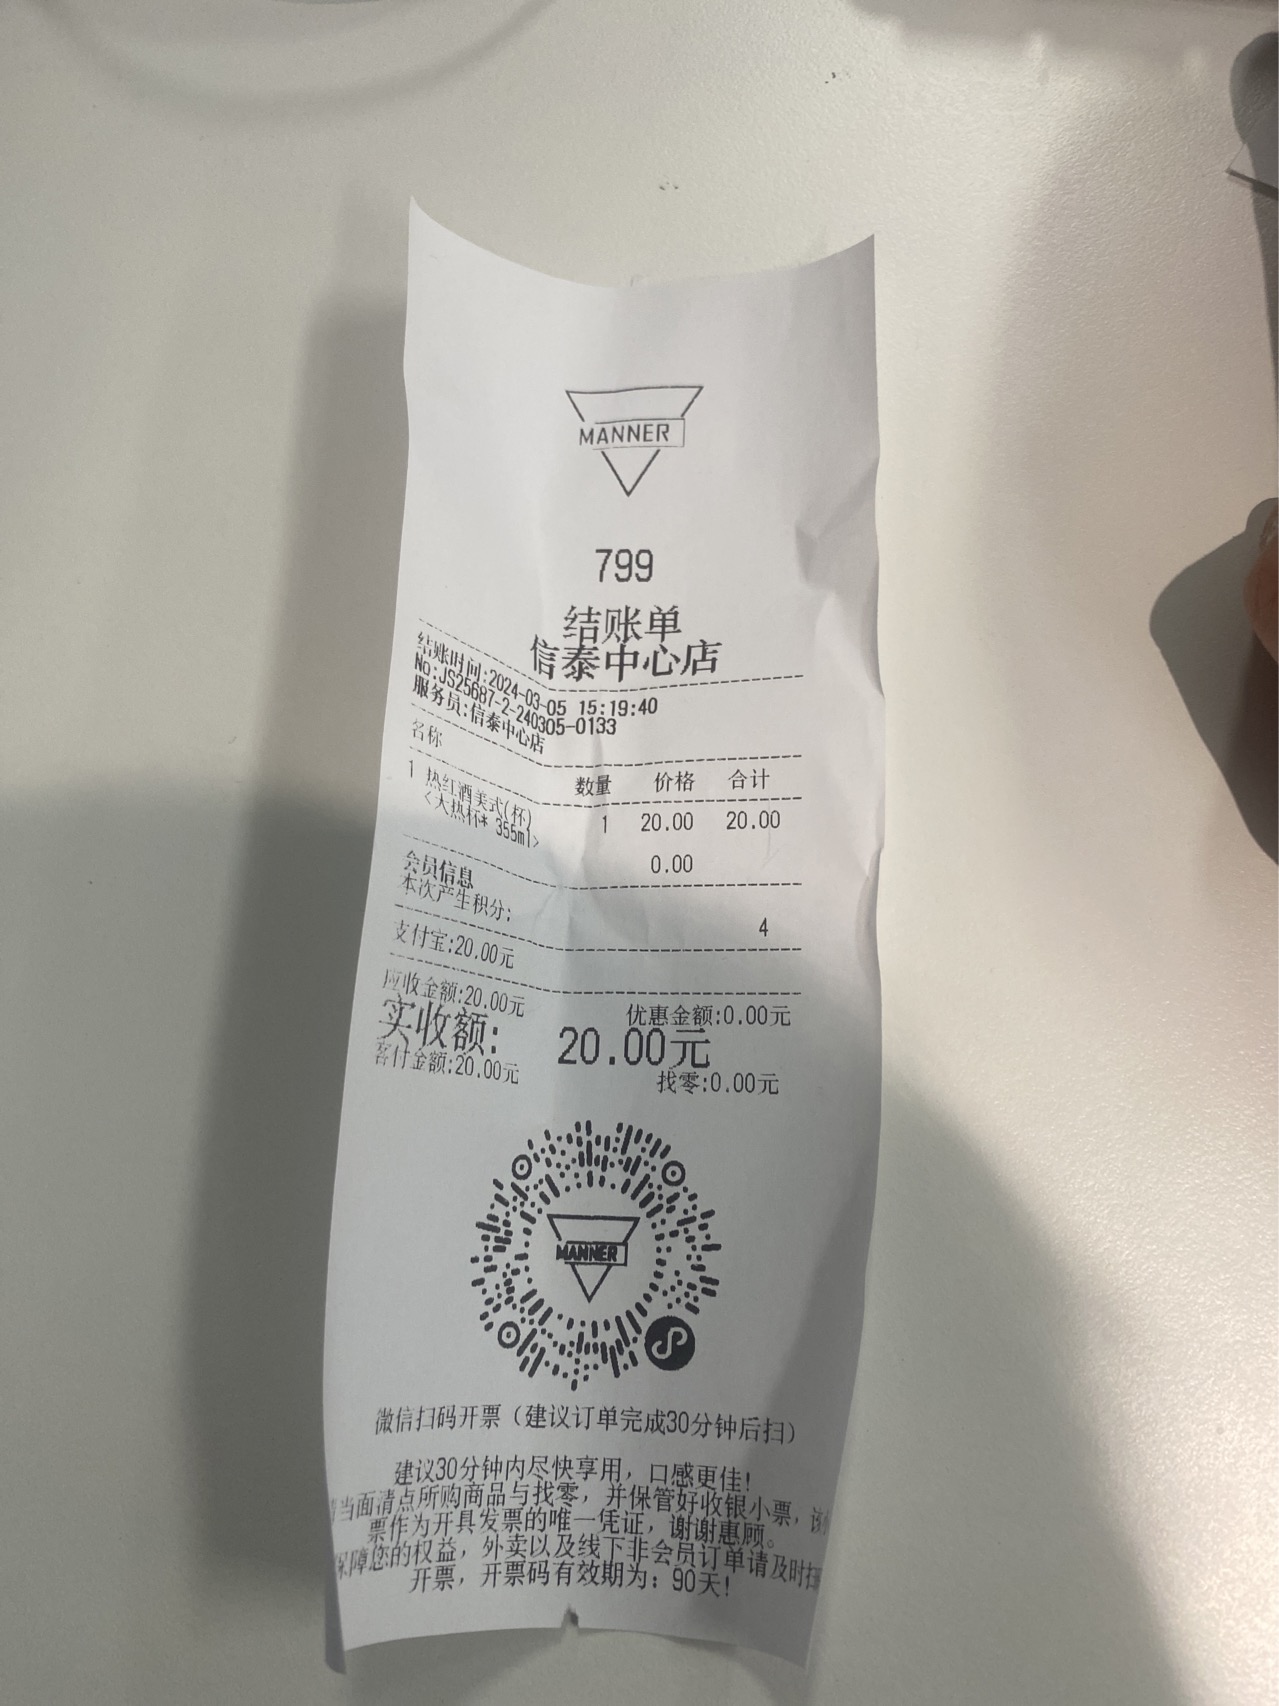 MANNER
799
结账单
信泰中心店
结账时间:2024-03-05 15:19:40
No:JS25687-2-240305-0133
服务员:信泰中心店
名称 数量 价格 合计
1 热红酒美式(杯) 1 20.00 20.00
<大热杯* 355ml> 0.00
会员信息
本次产生积分: 4
支付宝:20.00元
应收金额:20.00元 优惠金额:0.00元
实收额: 20.00元
客付金额:20.00元 找零:0.00元
MANNER
微信扫码开票（建议订单完成30分钟后扫）
建议30分钟内尽快享用，口感更佳!
当面清点所购商品与找零，并保管好收银小票，该
票作为开具发票的唯一凭证，谢谢惠顾。
保障您的权益，外卖以及线下非会员订单请及时扫
开票，开票码有效期为：90天!